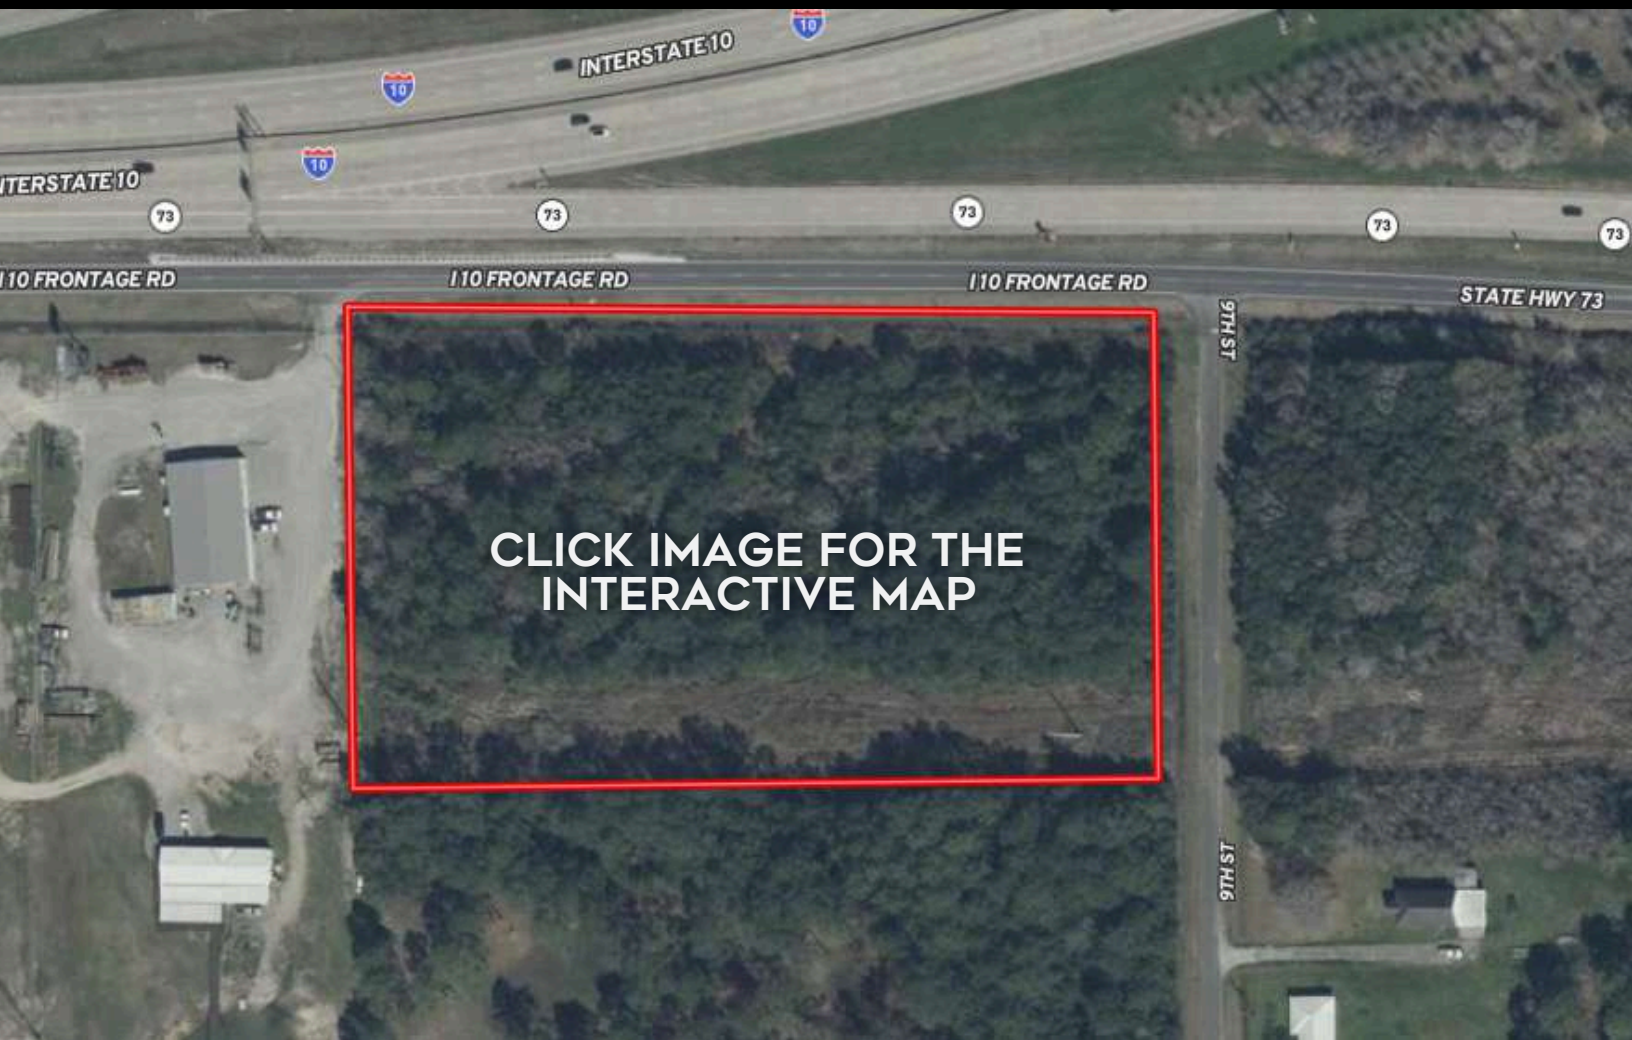 10
INTERSTATE 10
10
10
NTERSTATE 10
73
73
73
73
73
I 10 FRONTAGE RD
I 10 FRONTAGE RD
I 10 FRONTAGE RD
STATE HWY 73
9TH ST
CLICK IMAGE FOR THE
INTERACTIVE MAP
9TH ST